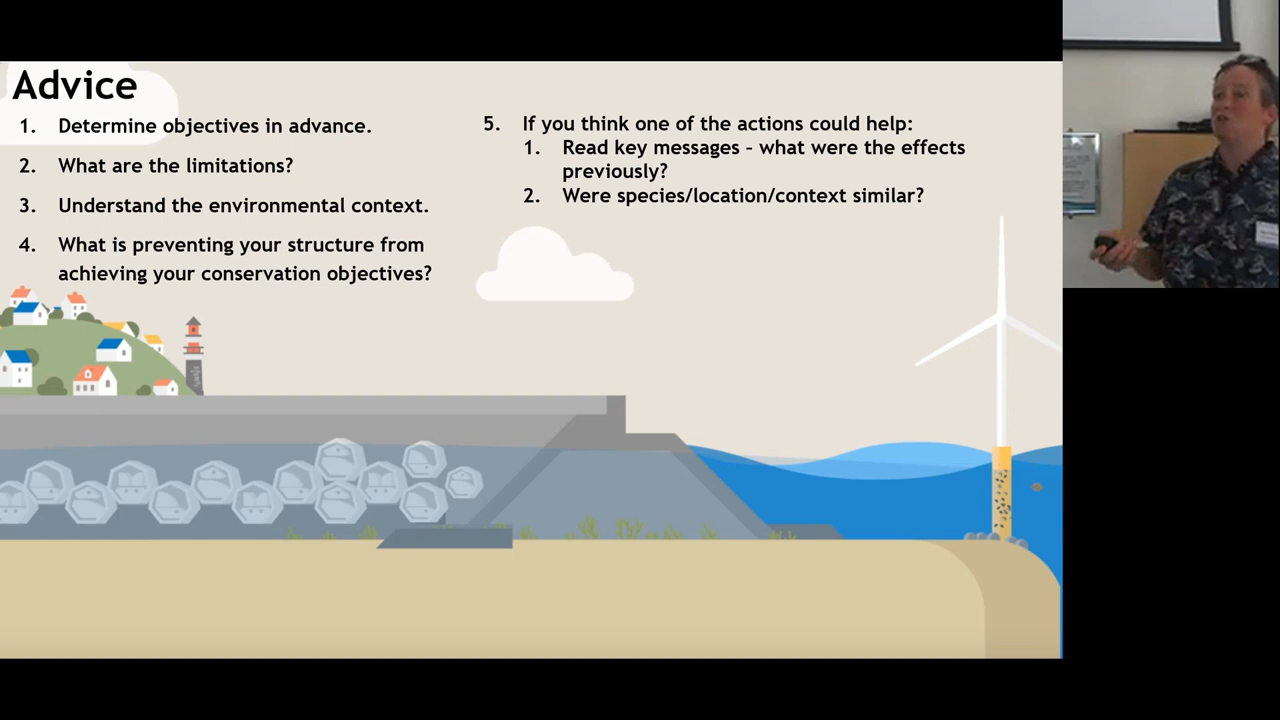 Advice
1. Determine objectives in advance.
2. What are the limitations?
3. Understand the environmental context.
4. What is preventing your structure from
achieving your conservation objectives?
5. If you think one of the actions could help:
1. Read key messages – what were the effects
previously?
2. Were species/location/context similar?